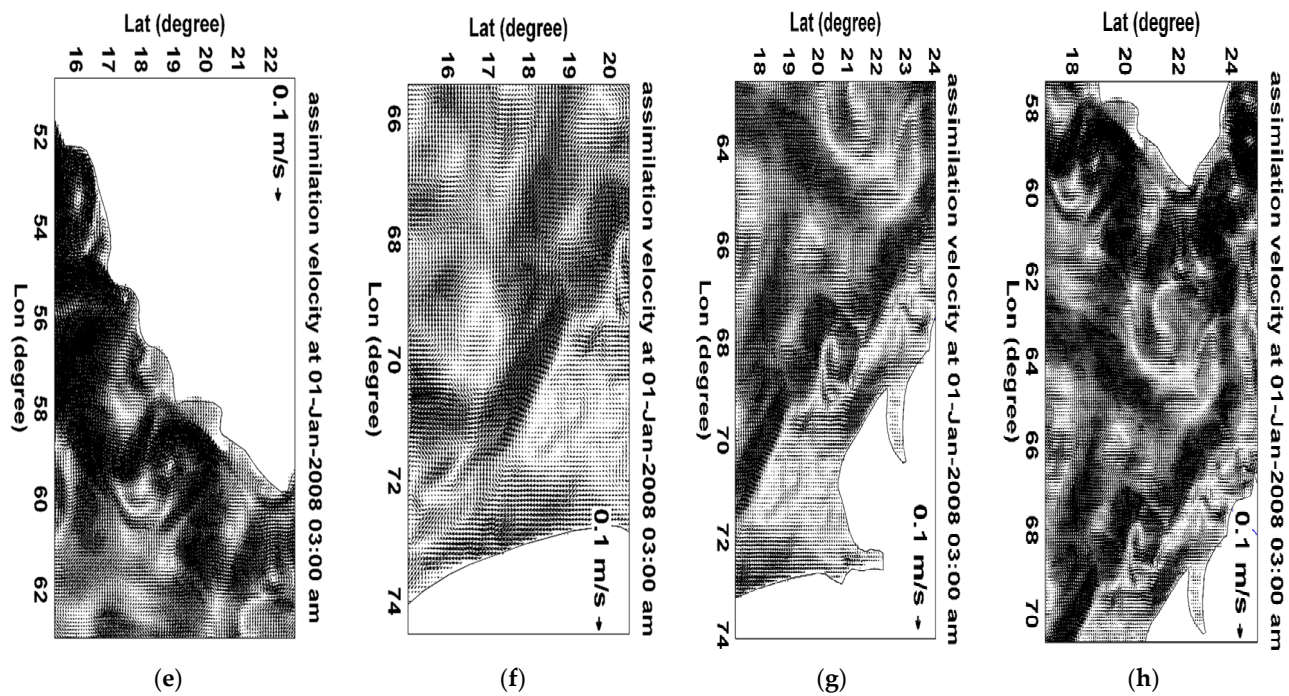 Lat (degree)
16 17 18 19 20 22
0.1 m/s
52 54 56 58 60 62
Lon (degree)
assimilation velocity at 01-Jan-2008 03:00 am
(e)
Lat (degree)
16 17 18 19 20
66 68 70 72 74
Lon (degree)
0.1 m/s
assimilation velocity at 01-Jan-2008 03:00 am
(f)
Lat (degree)
18 19 20 21 22 23 24
64 66 68 70 72 74
Lon (degree)
0.1 m/s
assimilation velocity at 01-Jan-2008 03:00 am
(g)
Lat (degree)
18 20 22 24
58 60 62 64 66 68 70
Lon (degree)
0.1 m/s
assimilation velocity at 01-Jan-2008 03:00 am
(h)